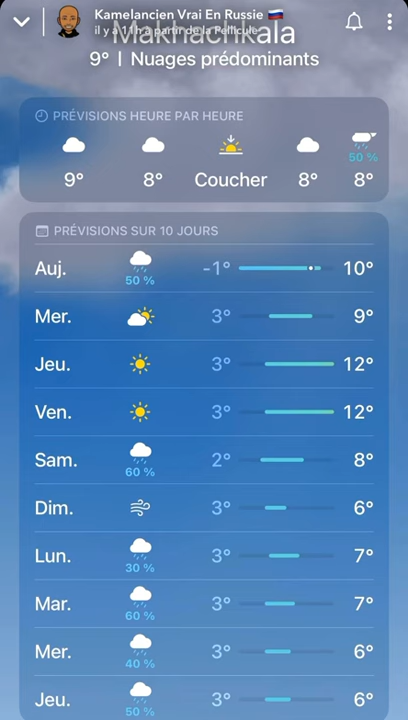 Kamelancien Vrai En Russie 🇷🇺
il y a 11h à partir de la Pellicule
Makhachkala
9° | Nuages prédominants
PRÉVISIONS HEURE PAR HEURE
50 %
9° 8° Coucher 8° 8°
PRÉVISIONS SUR 10 JOURS
Auj. 50 % -1° 10°
Mer. 3° 9°
Jeu. 3° 12°
Ven. 3° 12°
Sam. 60 % 2° 8°
Dim. 3° 6°
Lun. 30 % 3° 7°
Mar. 60 % 3° 7°
Mer. 40 % 3° 6°
Jeu. 50 % 3° 6°